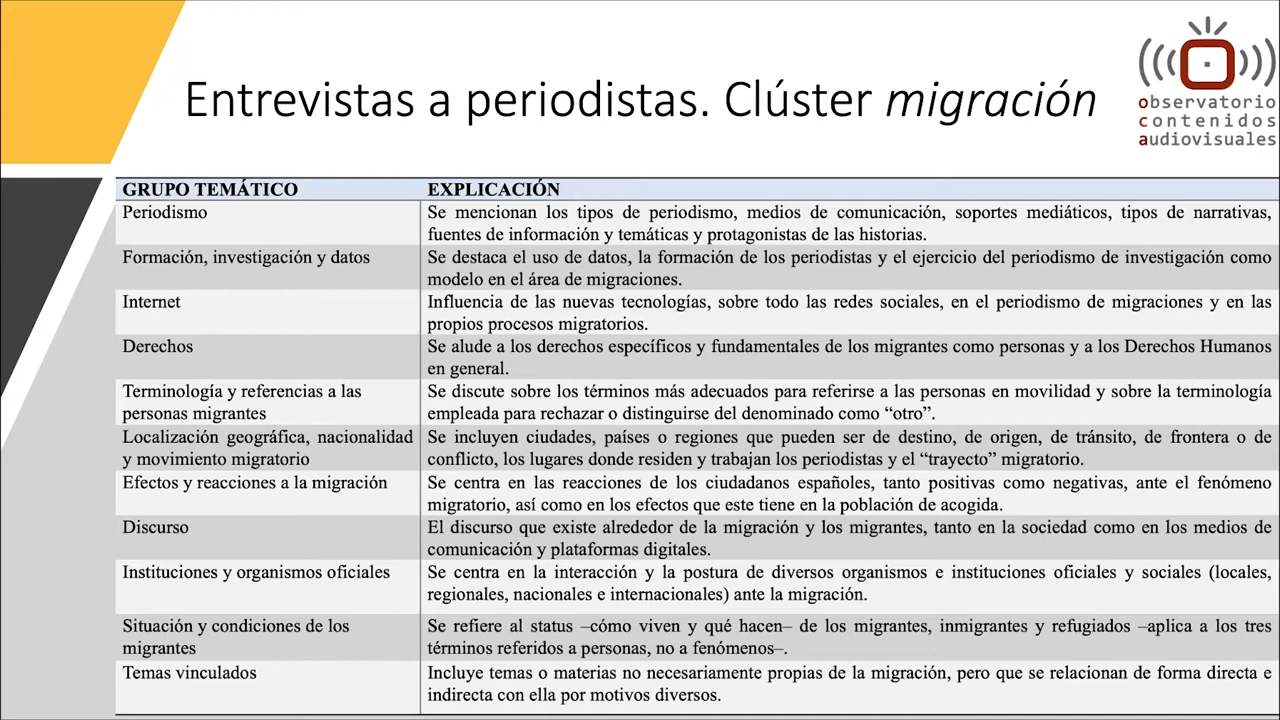 Entrevistas a periodistas. Clúster migración
observatorio
contenidos
audiovisuales
GRUPO TEMÁTICO
EXPLICACIÓN
Periodismo
Se mencionan los tipos de periodismo, medios de comunicación, soportes mediáticos, tipos de narrativas,
fuentes de información y temáticas y protagonistas de las historias.
Formación, investigación y datos
Se destaca el uso de datos, la formación de los periodistas y el ejercicio del periodismo de investigación como
modelo en el área de migraciones.
Internet
Influencia de las nuevas tecnologías, sobre todo las redes sociales, en el periodismo de migraciones y en las
propios procesos migratorios.
Derechos
Se alude a los derechos específicos y fundamentales de los migrantes como personas y a los Derechos Humanos
en general.
Terminología y referencias a las
personas migrantes
Se discute sobre los términos más adecuados para referirse a las personas en movilidad y sobre la terminología
empleada para rechazar o distinguirse del denominado como “otro”.
Localización geográfica, nacionalidad
y movimiento migratorio
Se incluyen ciudades, países o regiones que pueden ser de destino, de origen, de tránsito, de frontera o de
conflicto, los lugares donde residen y trabajan los periodistas y el “trayecto” migratorio.
Efectos y reacciones a la migración
Se centra en las reacciones de los ciudadanos españoles, tanto positivas como negativas, ante el fenómeno
migratorio, así como en los efectos que este tiene en la población de acogida.
Discurso
El discurso que existe alrededor de la migración y los migrantes, tanto en la sociedad como en los medios de
comunicación y plataformas digitales.
Instituciones y organismos oficiales
Se centra en la interacción y la postura de diversos organismos e instituciones oficiales y sociales (locales,
regionales, nacionales e internacionales) ante la migración.
Situación y condiciones de los
migrantes
Se refiere al status –cómo viven y qué hacen– de los migrantes, inmigrantes y refugiados –aplica a los tres
términos referidos a personas, no a fenómenos–.
Temas vinculados
Incluye temas o materias no necesariamente propias de la migración, pero que se relacionan de forma directa e
indirecta con ella por motivos diversos.